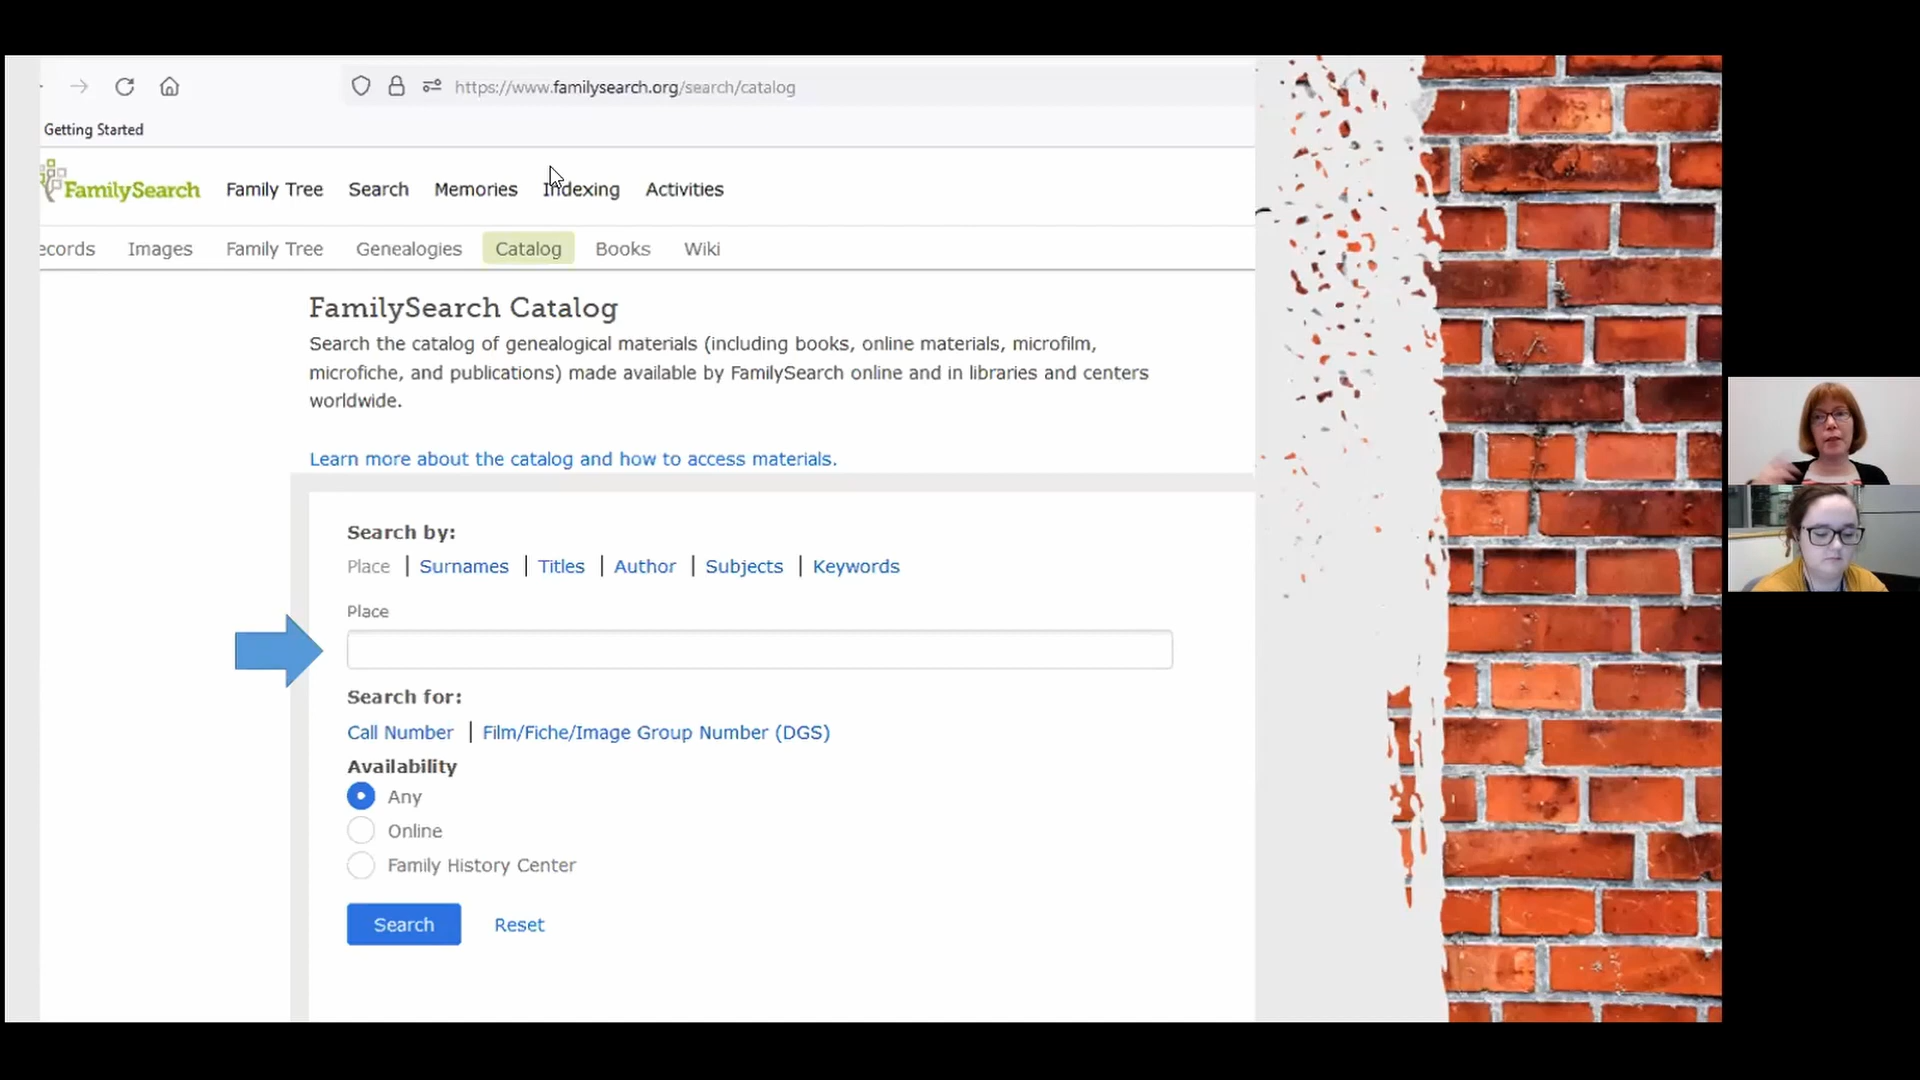 https://www.familysearch.org/search/catalog
Getting Started
FamilySearch Family Tree Search Memories Indexing Activities
ecords Images Family Tree Genealogies Catalog Books Wiki
FamilySearch Catalog
Search the catalog of genealogical materials (including books, online materials, microfilm,
microfiche, and publications) made available by FamilySearch online and in libraries and centers
worldwide.
Learn more about the catalog and how to access materials.
Search by:
Place | Surnames | Titles | Author | Subjects | Keywords
Place
Search for:
Call Number | Film/Fiche/Image Group Number (DGS)
Availability
Any
Online
Family History Center
Search Reset